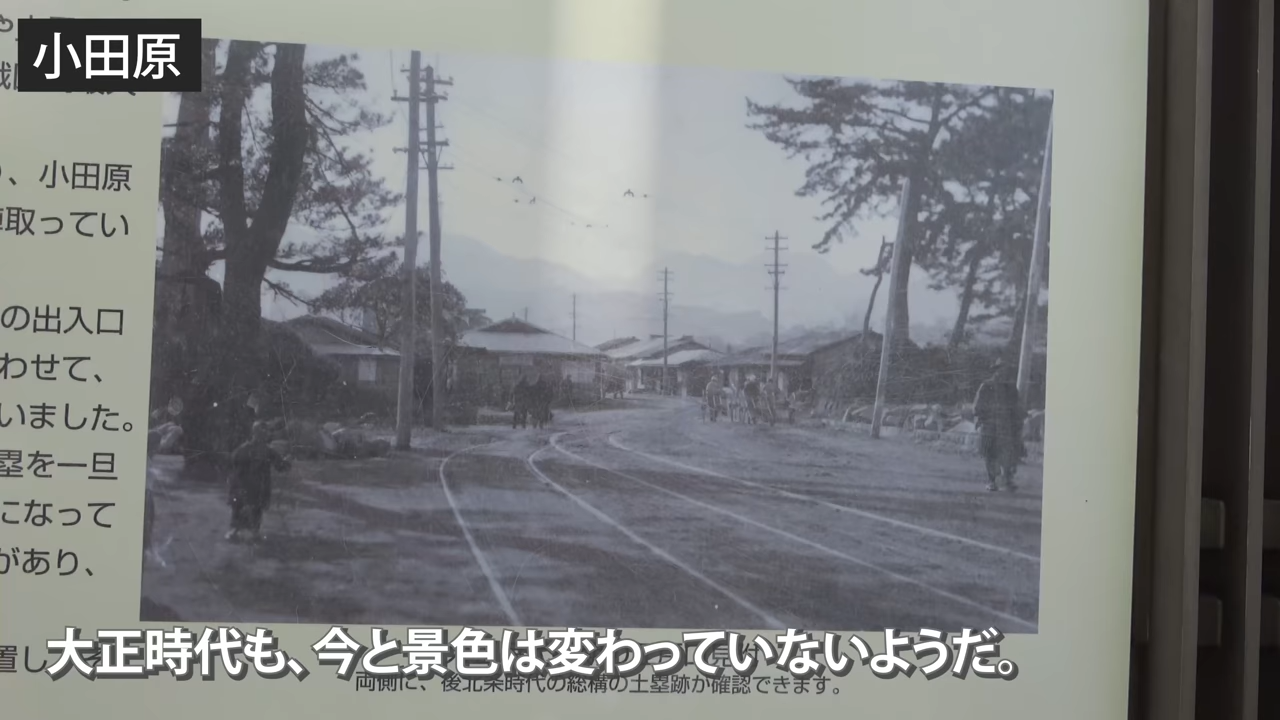 小田原
、小田原
取ってい
の出入口
わせて、
いました。
塁を一旦
になって
があり、
大正時代も、今と景色は変わっていないようだ。
両側に、後北条時代の総構の土塁跡が確認できます。